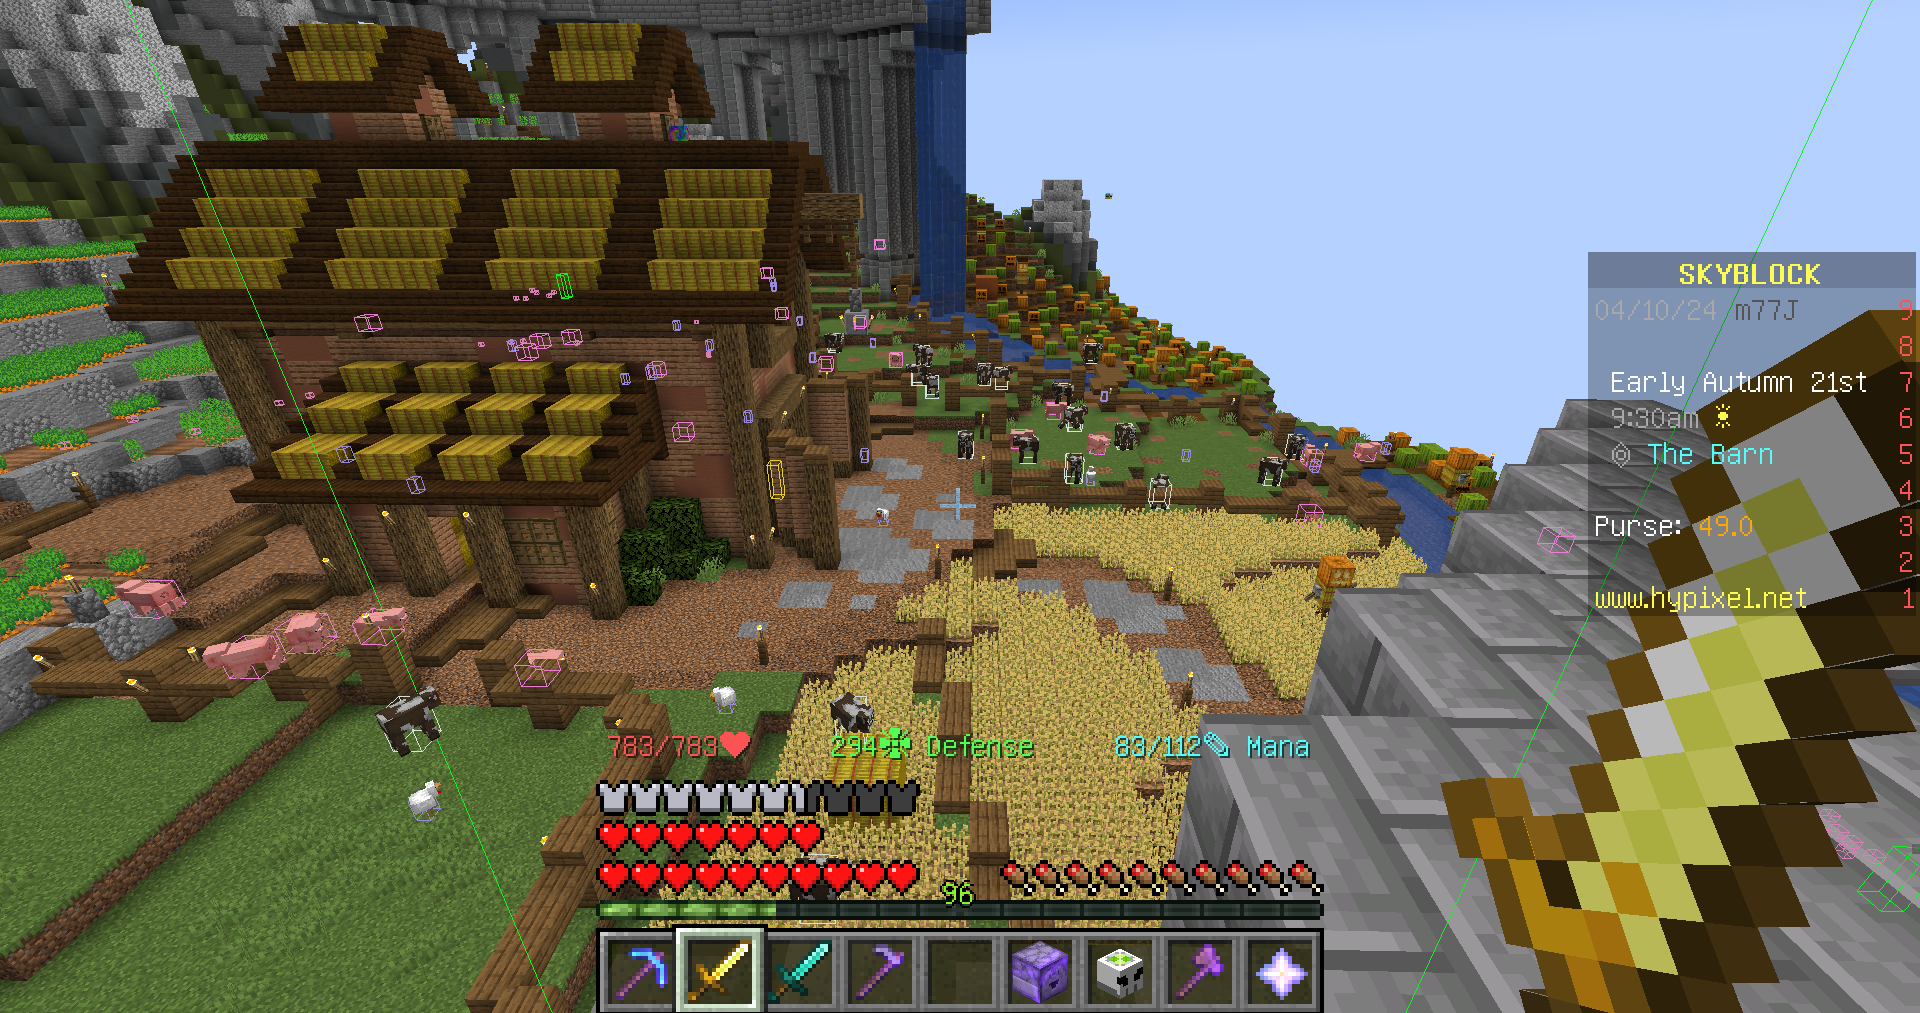 SKYBLOCK
04/10/24 m77J 9
8
Early Autumn 21st 7
9:30am 6
The Barn 5
4
Purse: 49.0 3
2
www.hypixel.net 1
783/783 294 Defense 83/112 Mana
96